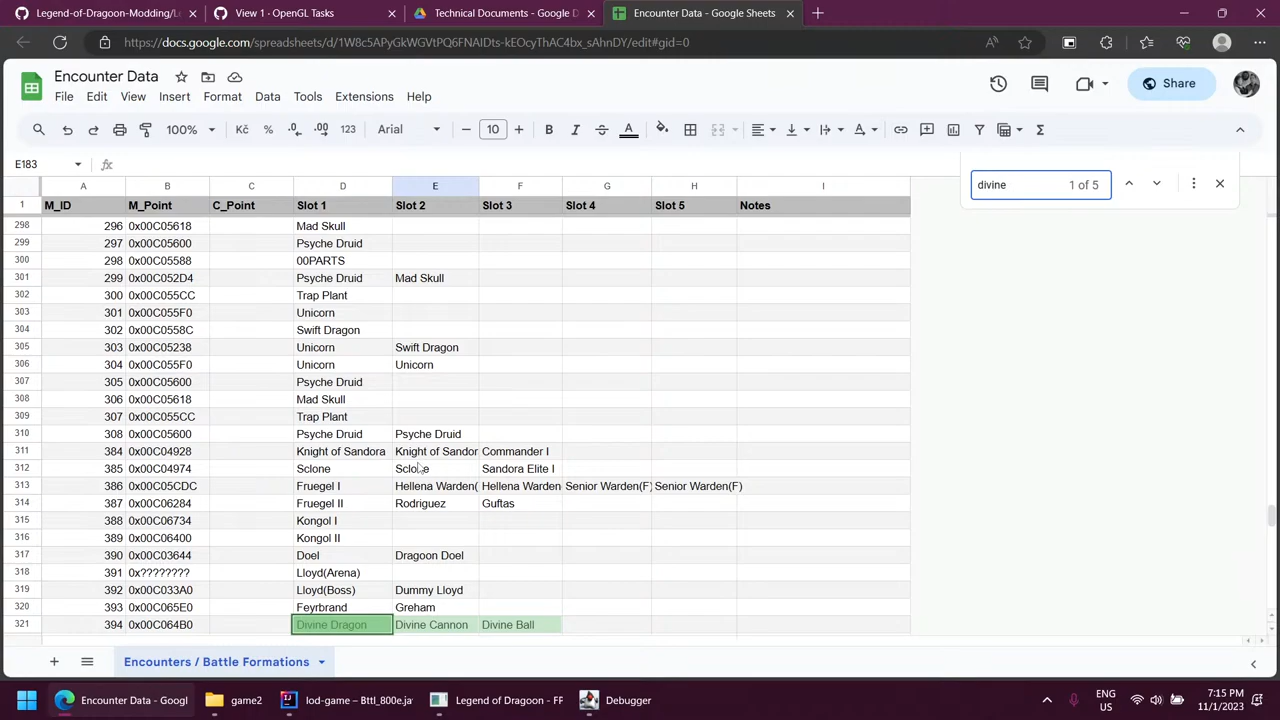 Legend-of-Dragoon-Modding/L
View 1 · OpenGL Tasks
Technical Documents - Google D
Encounter Data - Google Sheets
https://docs.google.com/spreadsheets/d/1W8c5APyGkWGVtPQ6FNAIDts-kEOcyThAC4bx_sAhnDY/edit#gid=0
Encounter Data
File Edit View Insert Format Data Tools Extensions Help
Share
100% Kč % .0 .00 123 Arial 10 B I A
E183 fx
divine 1 of 5
A B C D E F G H I
1 M_ID M_Point C_Point Slot 1 Slot 2 Slot 3 Slot 4 Slot 5 Notes
298 296 0x00C05618 Mad Skull
299 297 0x00C05600 Psyche Druid
300 298 0x00C05588 00PARTS
301 299 0x00C052D4 Psyche Druid Mad Skull
302 300 0x00C055CC Trap Plant
303 301 0x00C055F0 Unicorn
304 302 0x00C0558C Swift Dragon
305 303 0x00C05238 Unicorn Swift Dragon
306 304 0x00C055F0 Unicorn Unicorn
307 305 0x00C05600 Psyche Druid
308 306 0x00C05618 Mad Skull
309 307 0x00C055CC Trap Plant
310 308 0x00C05600 Psyche Druid Psyche Druid
311 384 0x00C04928 Knight of Sandora Knight of Sandor Commander I
312 385 0x00C04974 Sclone Sclone Sandora Elite I
313 386 0x00C05CDC Fruegel I Hellena Warden( Hellena Warden Senior Warden(F) Senior Warden(F)
314 387 0x00C06284 Fruegel II Rodriguez Guftas
315 388 0x00C06734 Kongol I
316 389 0x00C06400 Kongol II
317 390 0x00C03644 Doel Dragoon Doel
318 391 0x???????? Lloyd(Arena)
319 392 0x00C033A0 Lloyd(Boss) Dummy Lloyd
320 393 0x00C065E0 Feyrbrand Greham
321 394 0x00C064B0 Divine Dragon Divine Cannon Divine Ball
Encounters / Battle Formations
Encounter Data - Googl
game2
lod-game – Bttl_800e.ja
Legend of Dragoon - FP
Debugger
ENG
US
7:15 PM
11/1/2023